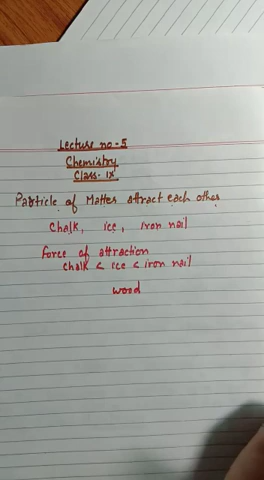 Lecture no-5
Chemistry
Class-IX
Particle of Matter attract each other
Chalk, ice, iron nail
Force of attraction
chalk < ice < iron nail
wood